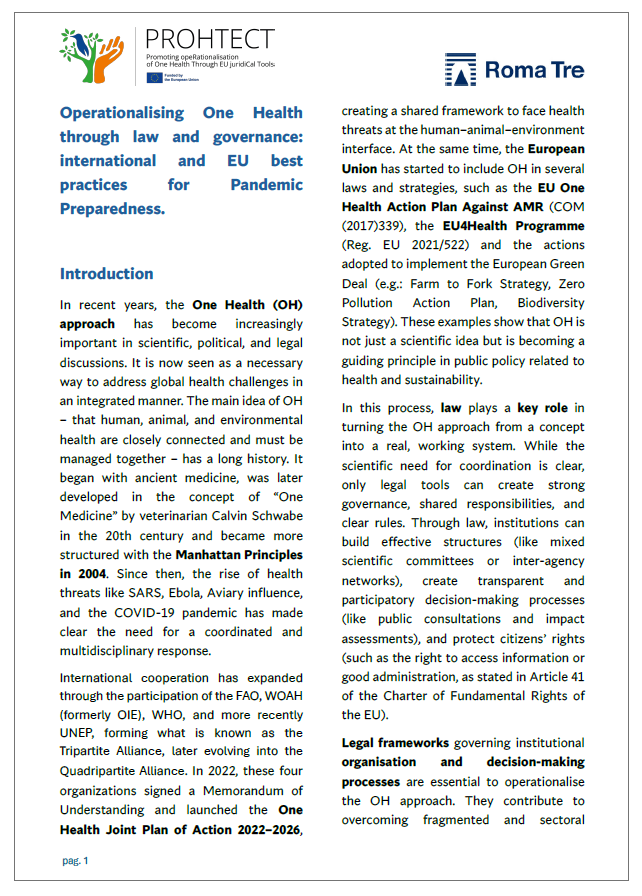 PROHTECT
Promoting opeRationalisation
of One Health Through EU juridiCal Tools
Funded by
the European Union
Roma Tre
Operationalising One Health
through law and governance:
international and EU best
practices for Pandemic
Preparedness.
Introduction
In recent years, the One Health (OH)
approach has become increasingly
important in scientific, political, and legal
discussions. It is now seen as a necessary
way to address global health challenges in
an integrated manner. The main idea of OH
– that human, animal, and environmental
health are closely connected and must be
managed together – has a long history. It
began with ancient medicine, was later
developed in the concept of “One
Medicine” by veterinarian Calvin Schwabe
in the 20th century and became more
structured with the Manhattan Principles
in 2004. Since then, the rise of health
threats like SARS, Ebola, Aviary influence,
and the COVID-19 pandemic has made
clear the need for a coordinated and
multidisciplinary response.
International cooperation has expanded
through the participation of the FAO, WOAH
(formerly OIE), WHO, and more recently
UNEP, forming what is known as the
Tripartite Alliance, later evolving into the
Quadripartite Alliance. In 2022, these four
organizations signed a Memorandum of
Understanding and launched the One
Health Joint Plan of Action 2022–2026,
creating a shared framework to face health
threats at the human–animal–environment
interface. At the same time, the European
Union has started to include OH in several
laws and strategies, such as the EU One
Health Action Plan Against AMR (COM
(2017)339), the EU4Health Programme
(Reg. EU 2021/522) and the actions
adopted to implement the European Green
Deal (e.g.: Farm to Fork Strategy, Zero
Pollution Action Plan, Biodiversity
Strategy). These examples show that OH is
not just a scientific idea but is becoming a
guiding principle in public policy related to
health and sustainability.
In this process, law plays a key role in
turning the OH approach from a concept
into a real, working system. While the
scientific need for coordination is clear,
only legal tools can create strong
governance, shared responsibilities, and
clear rules. Through law, institutions can
build effective structures (like mixed
scientific committees or inter-agency
networks), create transparent and
participatory decision-making processes
(like public consultations and impact
assessments), and protect citizens’ rights
(such as the right to access information or
good administration, as stated in Article 41
of the Charter of Fundamental Rights of
the EU).
Legal frameworks governing institutional
organisation and decision-making
processes are essential to operationalise
the OH approach. They contribute to
overcoming fragmented and sectoral
pag. 1